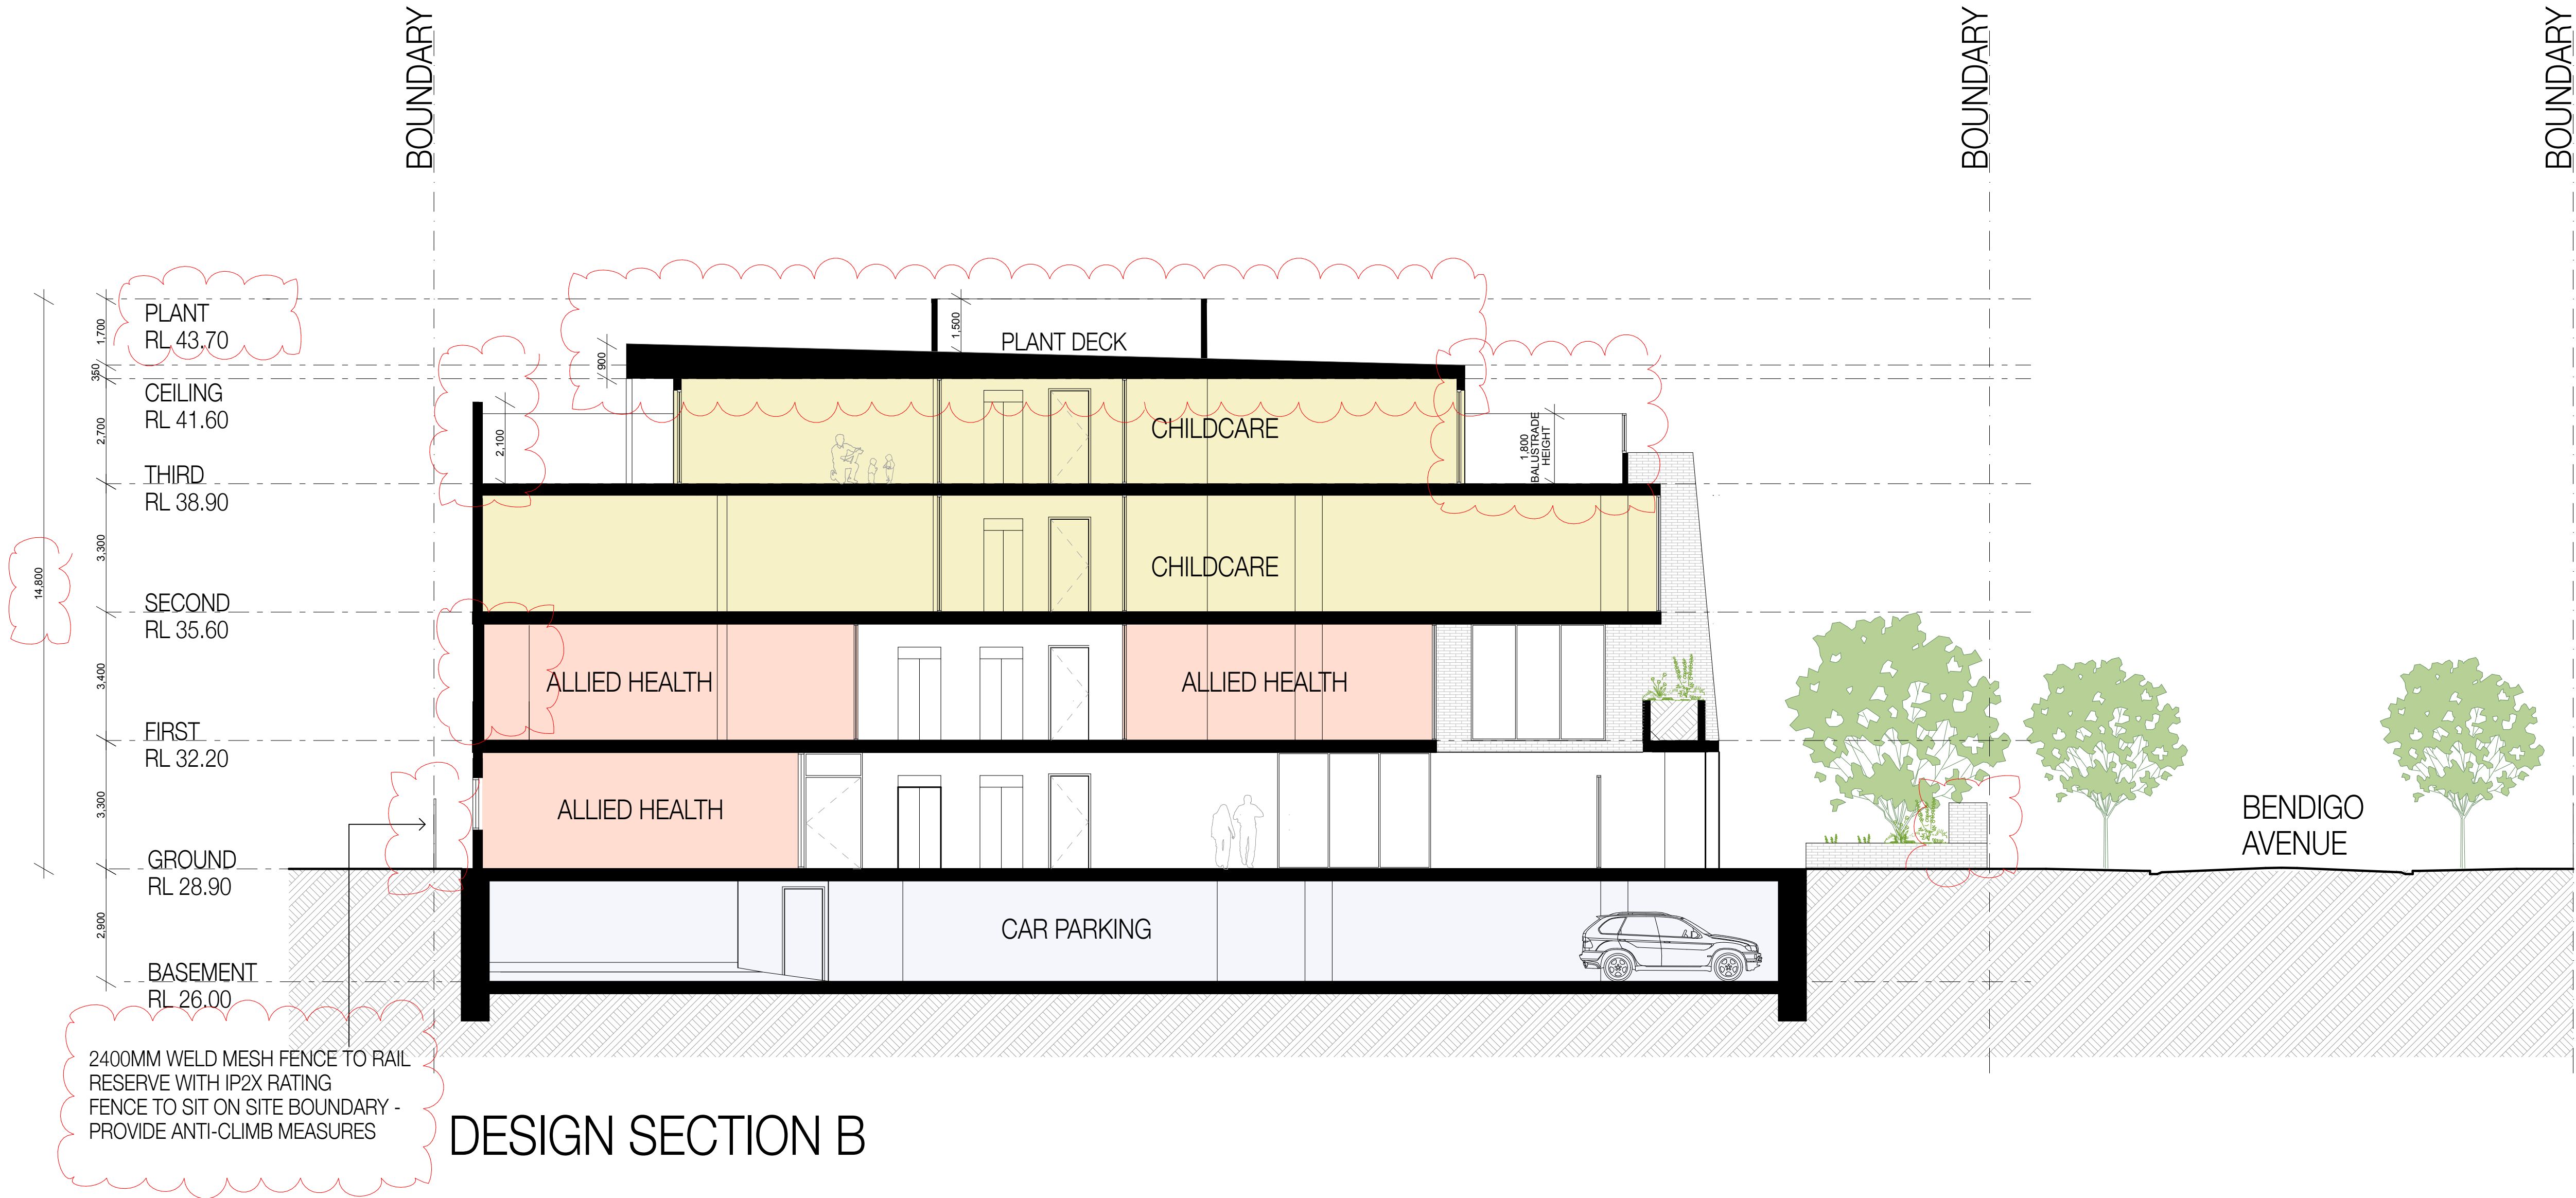 BOUNDARY
BOUNDARY
BOUNDARY
PLANT
RL 43.70
CEILING
RL 41.60
THIRD
RL 38.90
SECOND
RL 35.60
FIRST
RL 32.20
GROUND
RL 28.90
BASEMENT
RL 26.00
14,800
1,700
350
2,700
3,300
3,400
3,300
2,900
900
1,500
PLANT DECK
2,100
CHILDCARE
1,800
BALUSTRADE
HEIGHT
CHILDCARE
ALLIED HEALTH
ALLIED HEALTH
ALLIED HEALTH
CAR PARKING
BENDIGO
AVENUE
2400MM WELD MESH FENCE TO RAIL
RESERVE WITH IP2X RATING
FENCE TO SIT ON SITE BOUNDARY -
PROVIDE ANTI-CLIMB MEASURES
DESIGN SECTION B